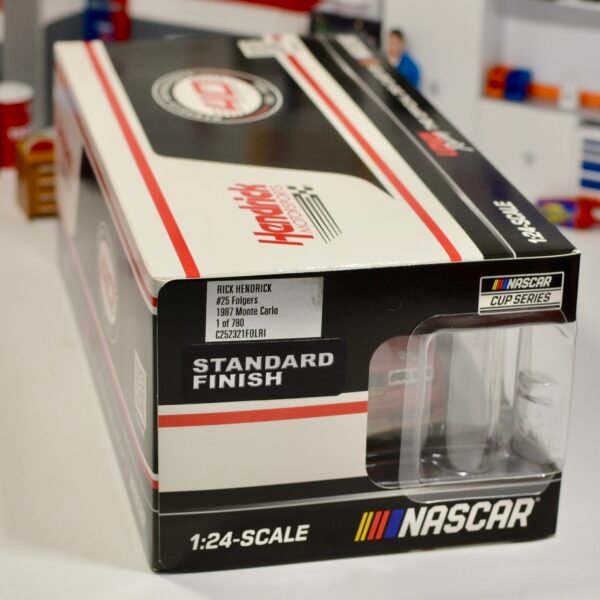 40
Hendrick
MOTORSPORTS
1:24-SCALE
NASCAR
CUP SERIES
RICK HENDRICK
#25 Folgers
1987 Monte Carlo
1 of 780
C252321FOLRI
STANDARD
FINISH
1:24-SCALE
NASCAR